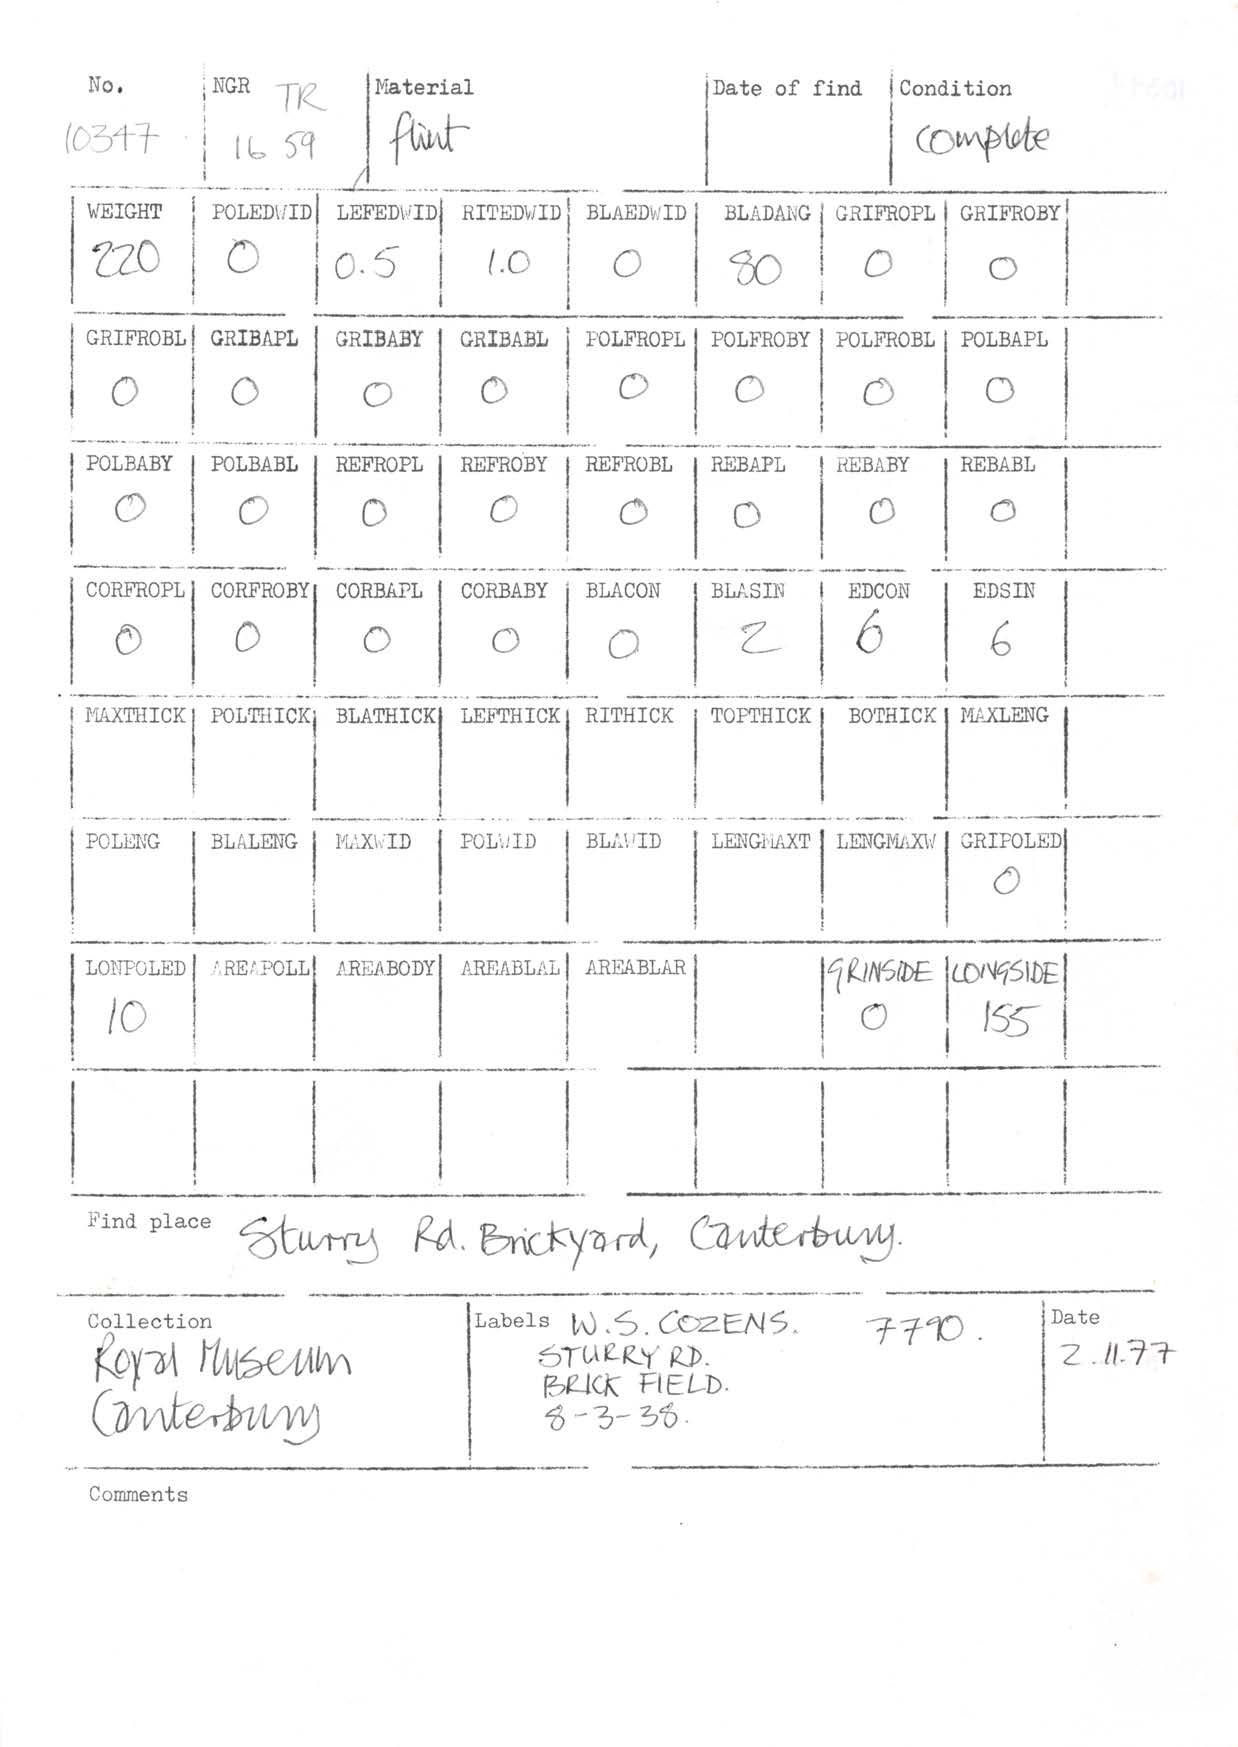 No. NGR TR Material Date of find Condition
10347 16 59 flint complete
WEIGHT POLEDWID LEFEDWID RITEDWID BLAEDWID BLADANG GRIFROPL GRIFROBY
220 0 0.5 1.0 0 80 0 0
GRIFROBL GRIBAPL GRIBABY GRIBABL POLFROPL POLFROBY POLFROBL POLBAPL
0 0 0 0 0 0 0 0
POLBABY POLBABL REFROPL REFROBY REFROBL REBAPL REBABY REBABL
0 0 0 0 0 0 0 0
CORFROPL CORFROBY CORBAPL CORBABY BLACON BLASIN EDCON EDSIN
0 0 0 0 0 2 6 6
MAXTHICK POLTHICK BLATHICK LEFTHICK RITHICK TOPTHICK BOTHICK MAXLENG
POLENG BLALENG MAXWID POLWID BLAWID LENGMAXT LENGMAXW GRIPOLED
0
LONPOLED AREAPOLL AREABODY AREABLAL AREABLAR GRINSIDE LONGSIDE
10 0 155
Find place Sturry Rd. Brickyard, Canterbury.
Collection Labels W.S. COZENS. 7790. Date
Royal Museum STURRY RD. 2.11.77
Canterbury BRICK FIELD.
8-3-38.
Comments